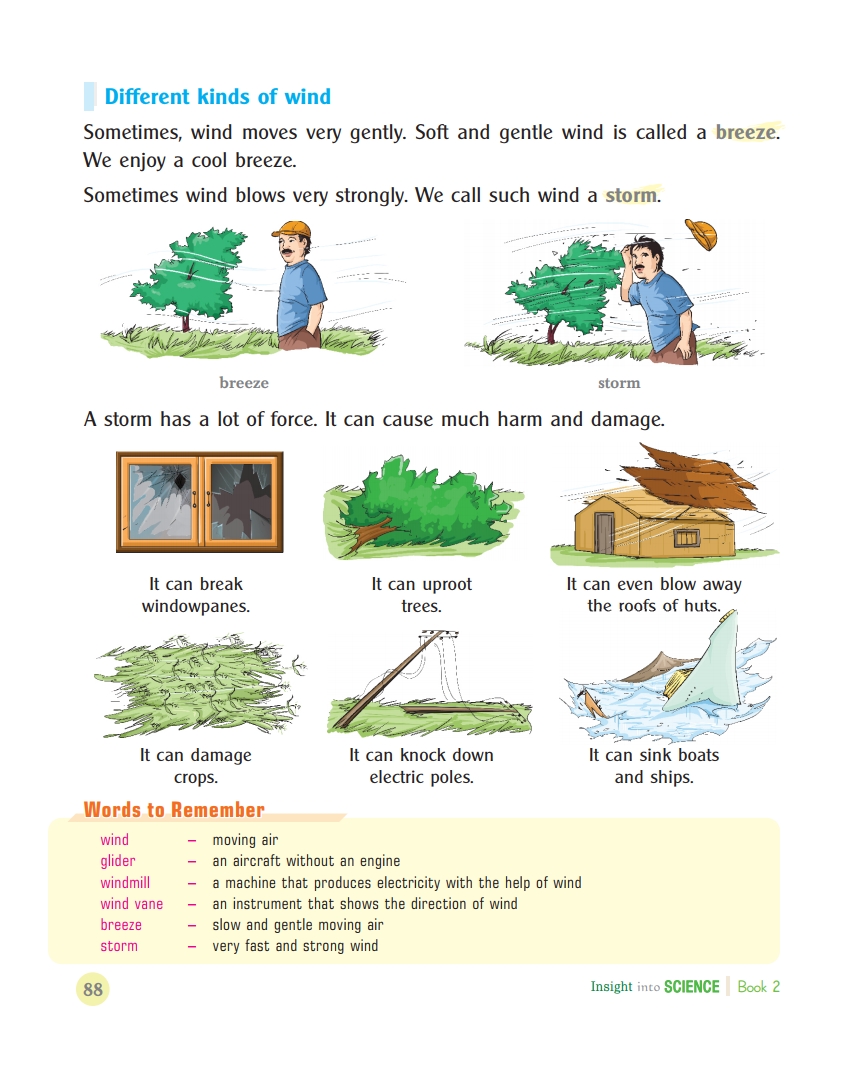 Different kinds of wind
Sometimes, wind moves very gently. Soft and gentle wind is called a breeze.
We enjoy a cool breeze.
Sometimes wind blows very strongly. We call such wind a storm.
breeze
storm
A storm has a lot of force. It can cause much harm and damage.
It can break
windowpanes.
It can uproot
trees.
It can even blow away
the roofs of huts.
It can damage
crops.
It can knock down
electric poles.
It can sink boats
and ships.
Words to Remember
wind – moving air
glider – an aircraft without an engine
windmill – a machine that produces electricity with the help of wind
wind vane – an instrument that shows the direction of wind
breeze – slow and gentle moving air
storm – very fast and strong wind
88
Insight into SCIENCE | Book 2